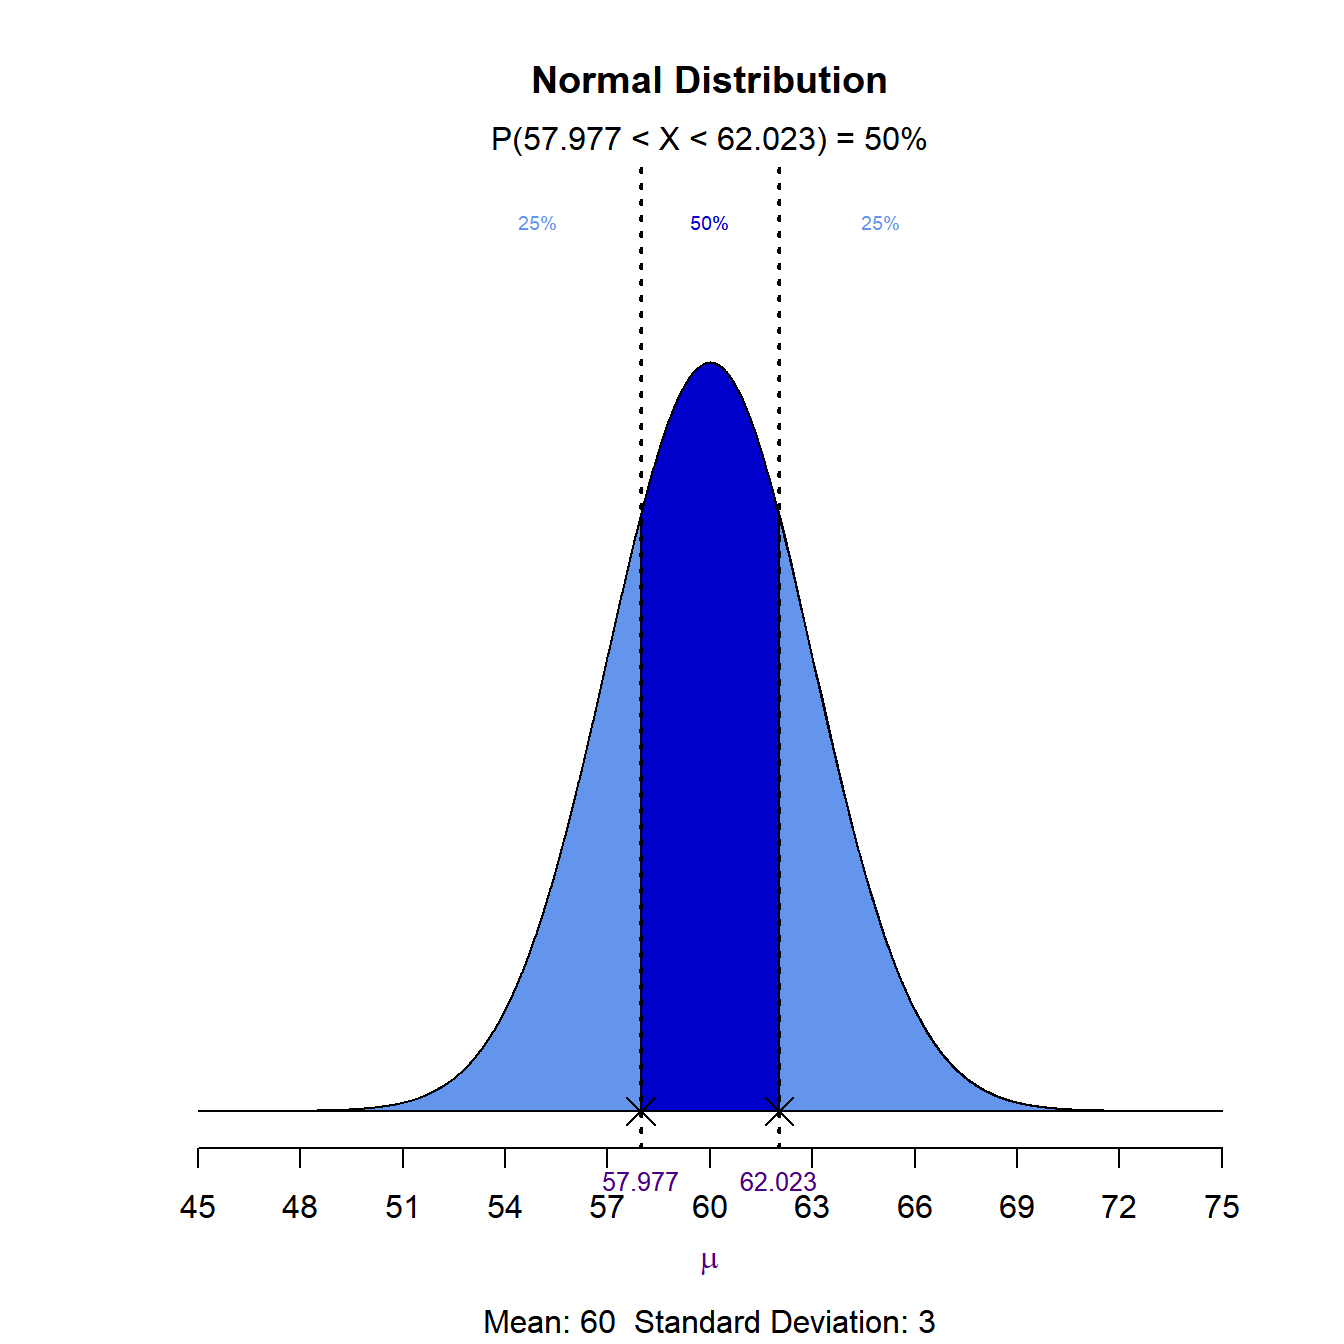 Normal Distribution
P(57.977 < X < 62.023) = 50%
25% 50% 25%
57.977 62.023
45 48 51 54 57 60 63 66 69 72 75
μ
Mean: 60 Standard Deviation: 3